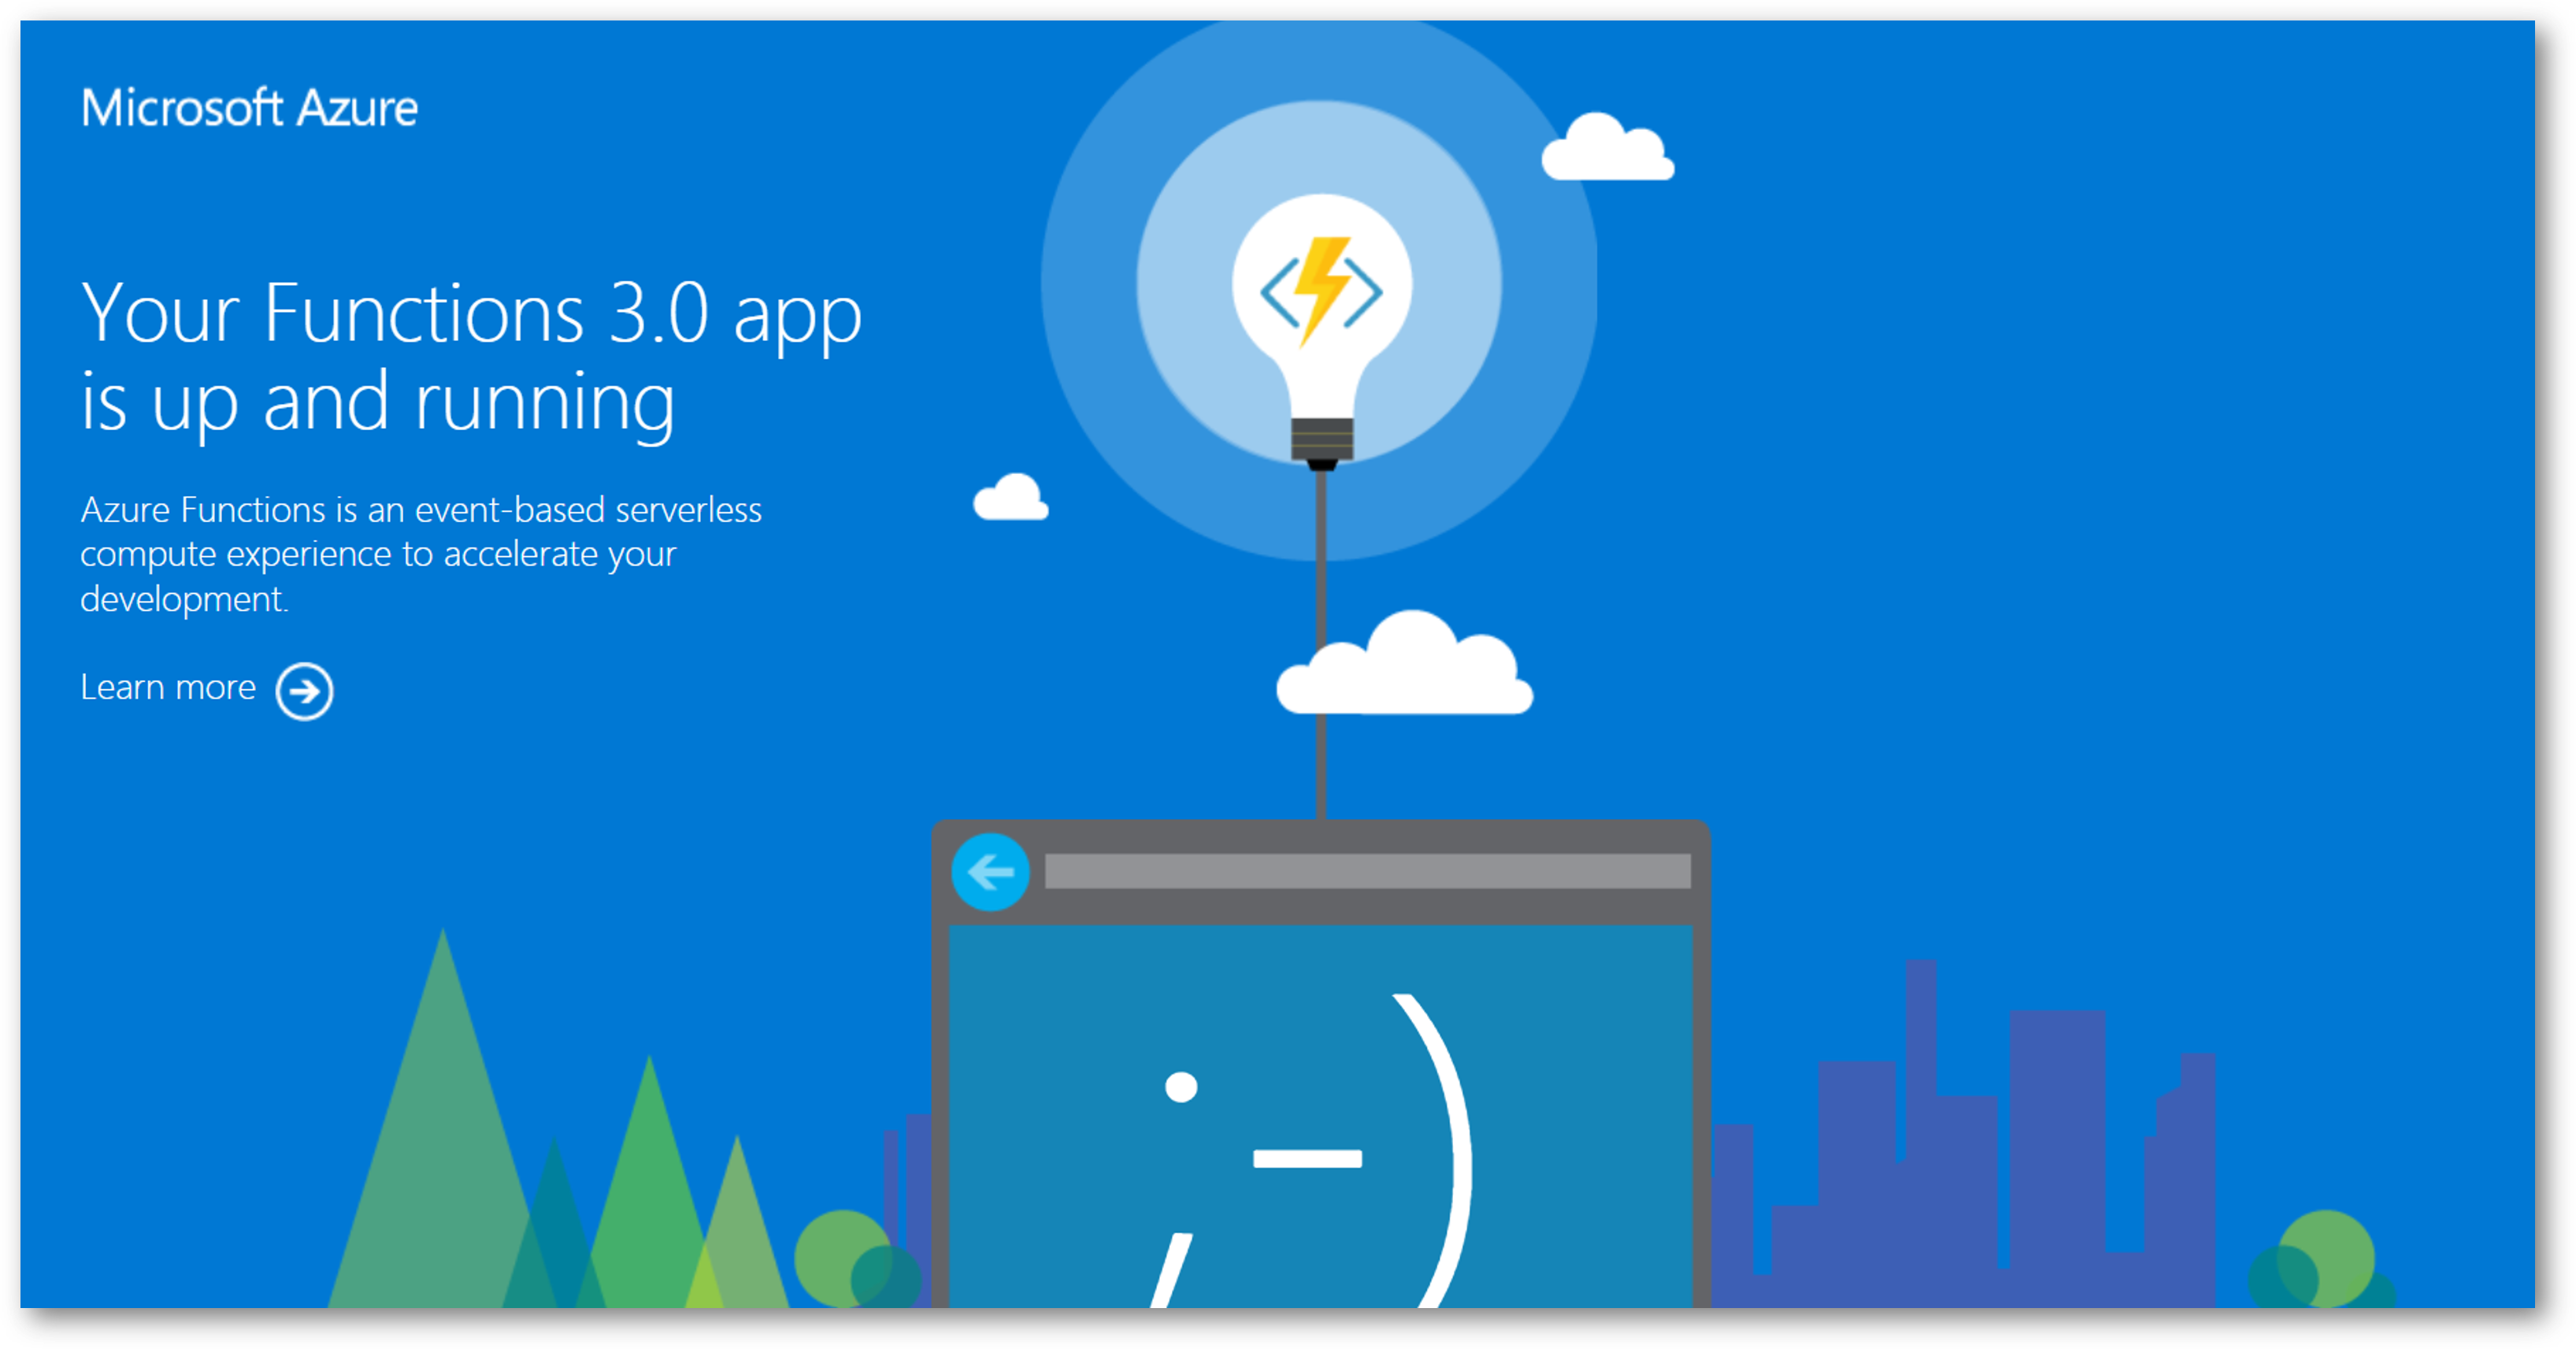 Microsoft Azure
Your Functions 3.0 app
is up and running
Azure Functions is an event-based serverless
compute experience to accelerate your
development.
Learn more
;-)